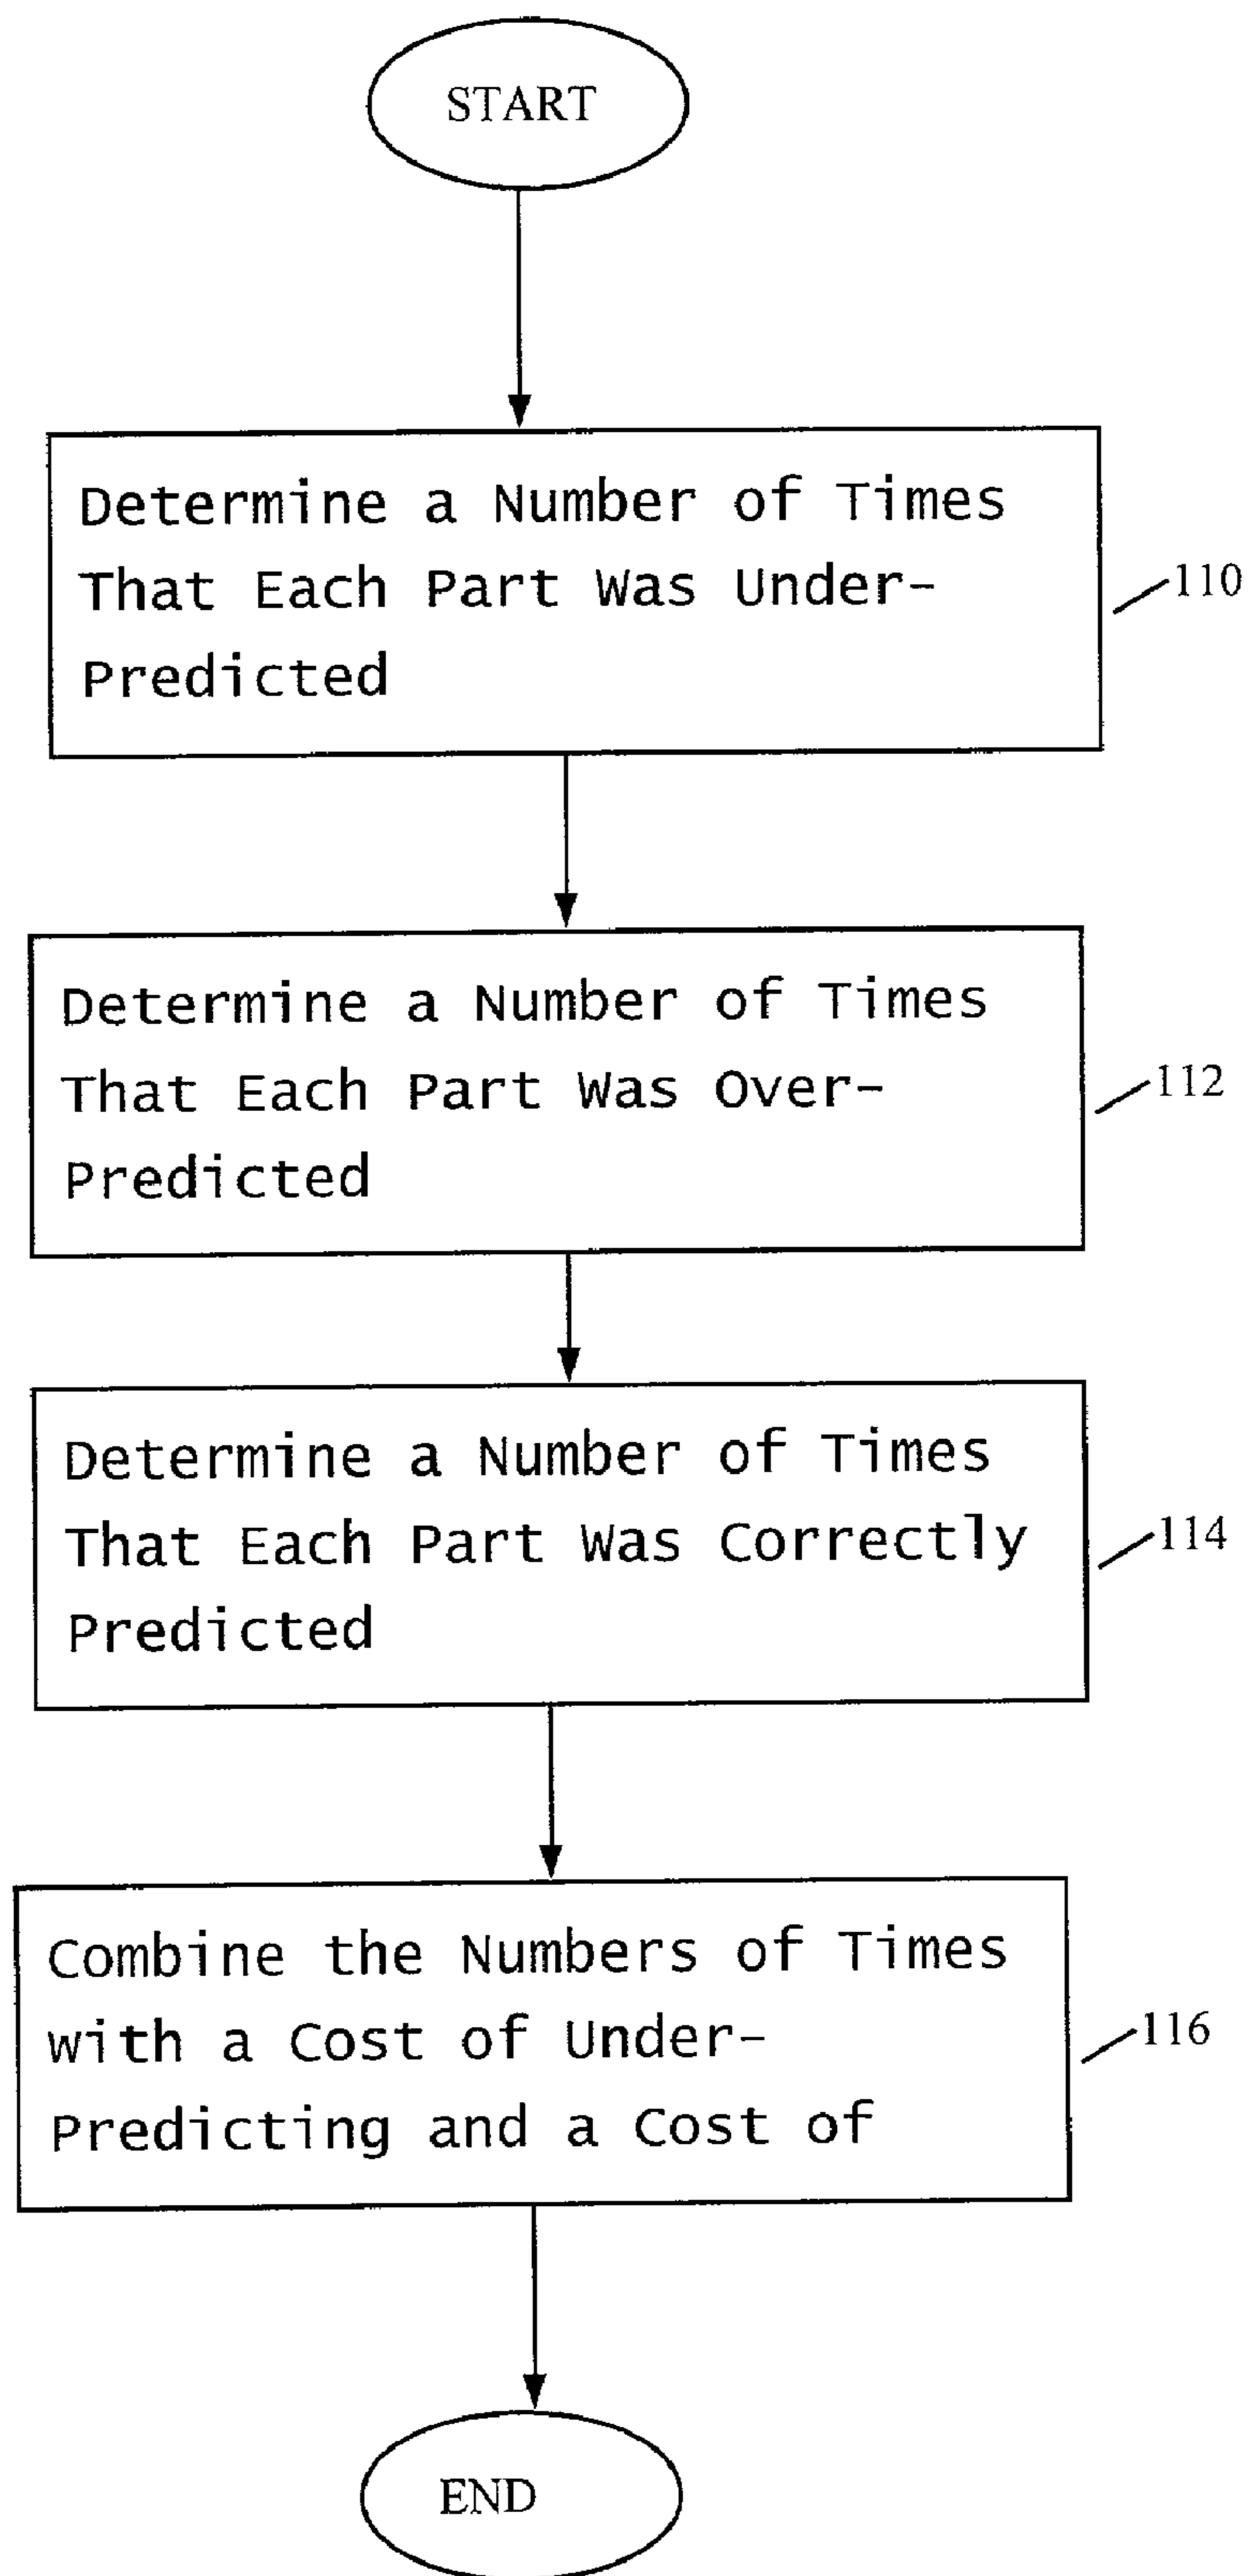 START
Determine a Number of Times
That Each Part Was Under-
Predicted
110
Determine a Number of Times
That Each Part Was Over-
Predicted
112
Determine a Number of Times
That Each Part Was Correctly
Predicted
114
Combine the Numbers of Times
with a Cost of Under-
Predicting and a Cost of
116
END